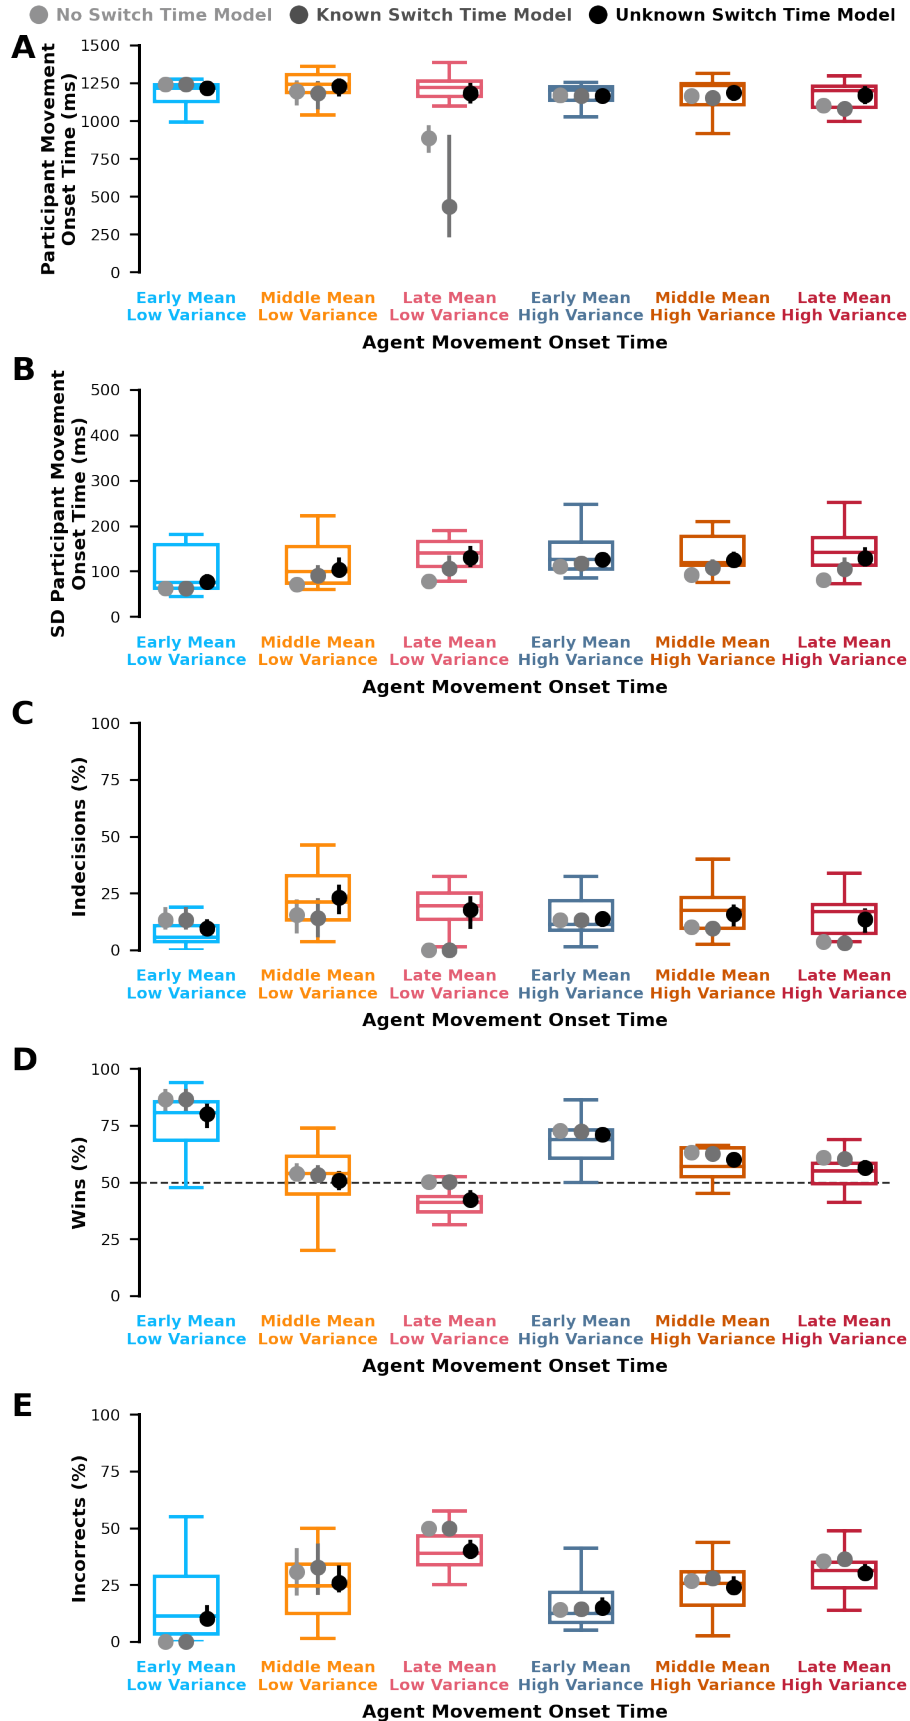 No Switch Time Model Known Switch Time Model Unknown Switch Time Model
A
Participant Movement
Onset Time (ms)
1500
1250
1000
750
500
250
0
Early Mean Middle Mean Late Mean Early Mean Middle Mean Late Mean
Low Variance Low Variance Low Variance High Variance High Variance High Variance
Agent Movement Onset Time
B
SD Participant Movement
Onset Time (ms)
500
400
300
200
100
0
Early Mean Middle Mean Late Mean Early Mean Middle Mean Late Mean
Low Variance Low Variance Low Variance High Variance High Variance High Variance
Agent Movement Onset Time
C
Indecisions (%)
100
75
50
25
0
Early Mean Middle Mean Late Mean Early Mean Middle Mean Late Mean
Low Variance Low Variance Low Variance High Variance High Variance High Variance
Agent Movement Onset Time
D
Wins (%)
100
75
50
25
0
Early Mean Middle Mean Late Mean Early Mean Middle Mean Late Mean
Low Variance Low Variance Low Variance High Variance High Variance High Variance
Agent Movement Onset Time
E
Incorrects (%)
100
75
50
25
0
Early Mean Middle Mean Late Mean Early Mean Middle Mean Late Mean
Low Variance Low Variance Low Variance High Variance High Variance High Variance
Agent Movement Onset Time